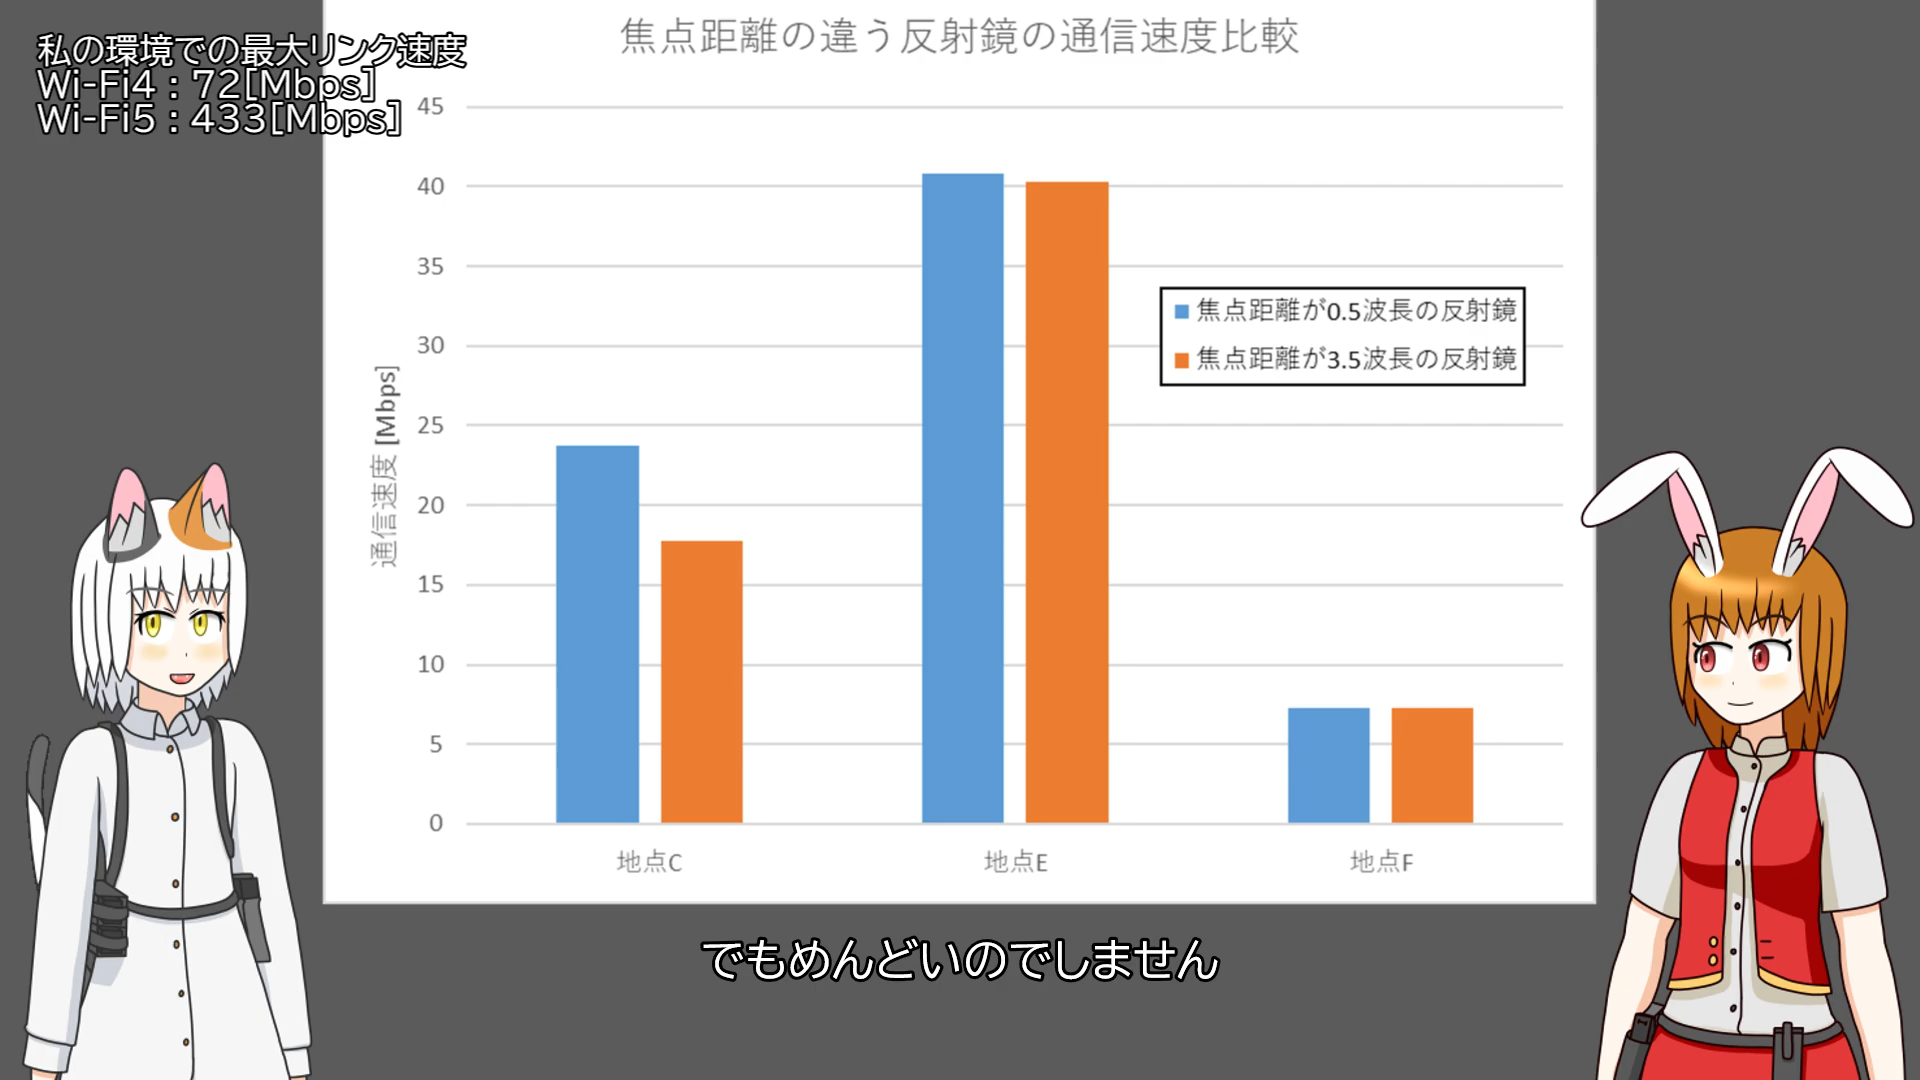 私の環境での最大リンク速度
Wi-Fi4：72[Mbps]
Wi-Fi5：433[Mbps]
焦点距離の違う反射鏡の通信速度比較
通信速度 [Mbps]
45
40
35
30
25
20
15
10
5
0
焦点距離が0.5波長の反射鏡
焦点距離が3.5波長の反射鏡
地点C
地点E
地点F
でもめんどいのでしません